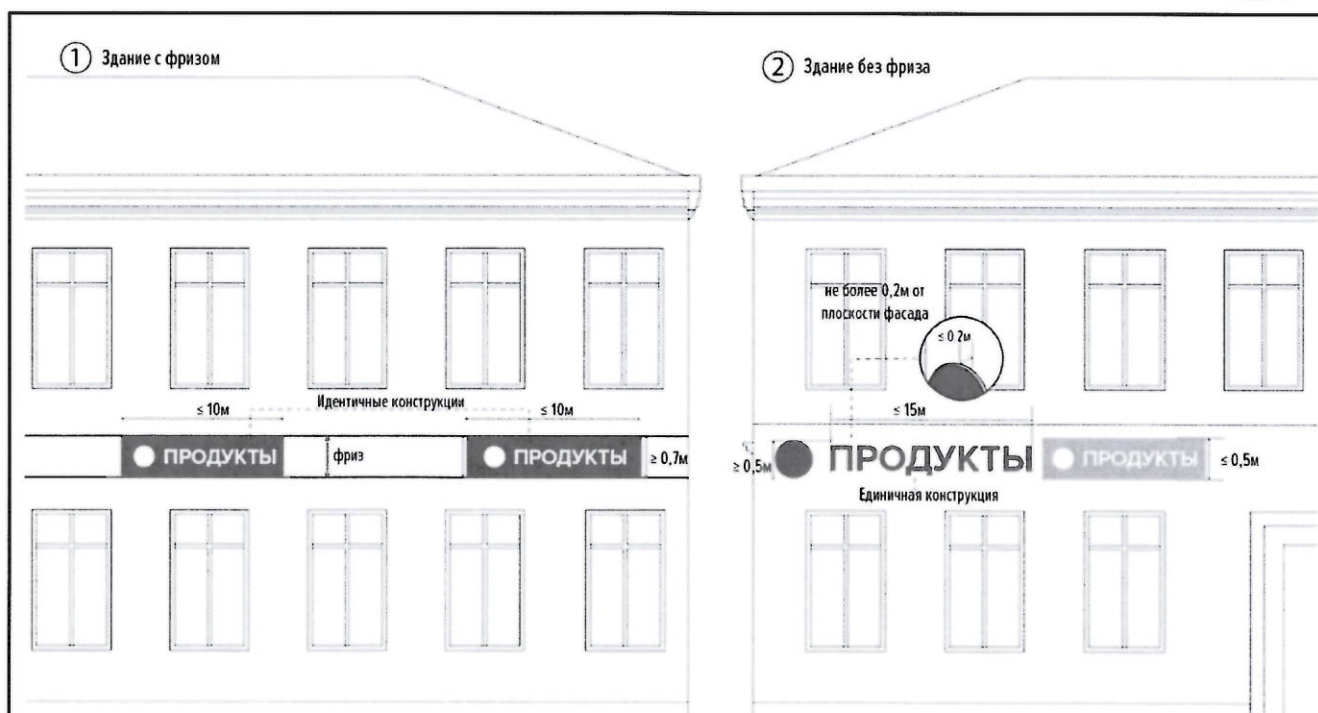 1 Здание с фризом
2 Здание без фриза
не более 0,2м от
плоскости фасада
≤ 0 2м
Идентичные конструкции
≤ 10м
≤ 10м
≤ 15м
ПРОДУКТЫ
фриз
ПРОДУКТЫ
≥ 0,7м
≥ 0,5м
ПРОДУКТЫ
ПРОДУКТЫ
≤ 0,5м
Единичная конструкция